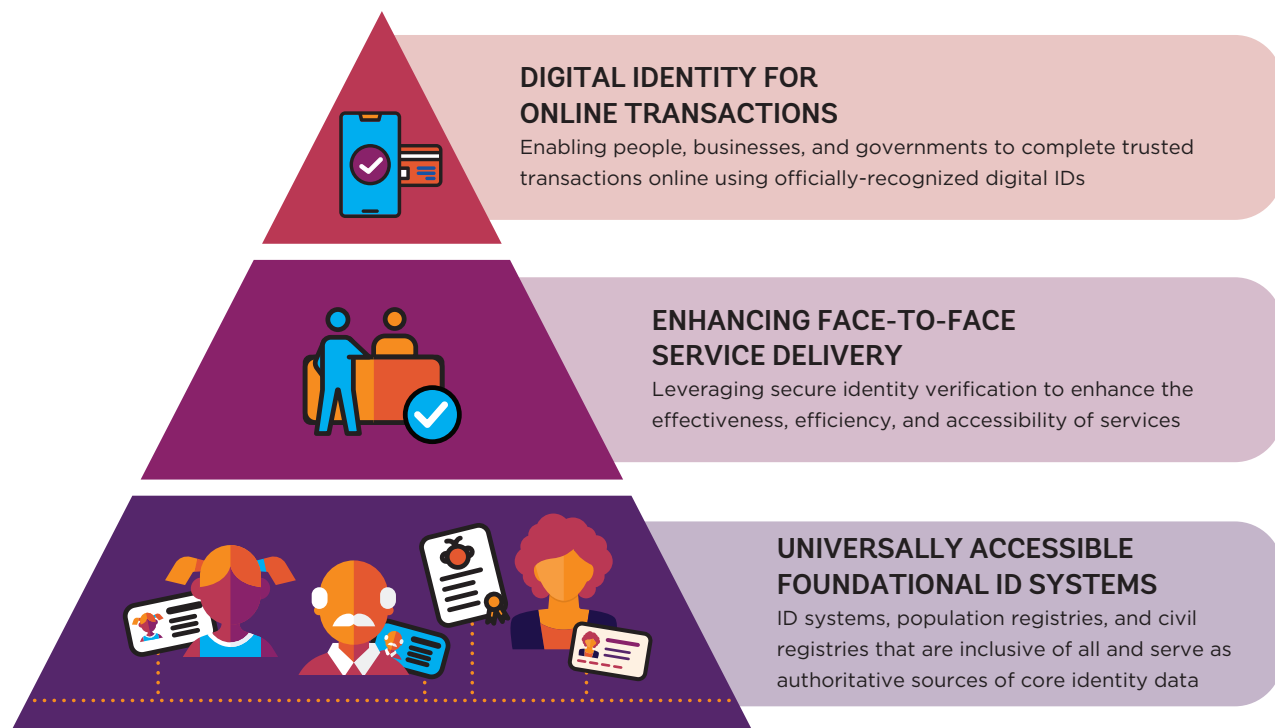 DIGITAL IDENTITY FOR
ONLINE TRANSACTIONS
Enabling people, businesses, and governments to complete trusted
transactions online using officially-recognized digital IDs
ENHANCING FACE-TO-FACE
SERVICE DELIVERY
Leveraging secure identity verification to enhance the
effectiveness, efficiency, and accessibility of services
UNIVERSALLY ACCESSIBLE
FOUNDATIONAL ID SYSTEMS
ID systems, population registries, and civil
registries that are inclusive of all and serve as
authoritative sources of core identity data